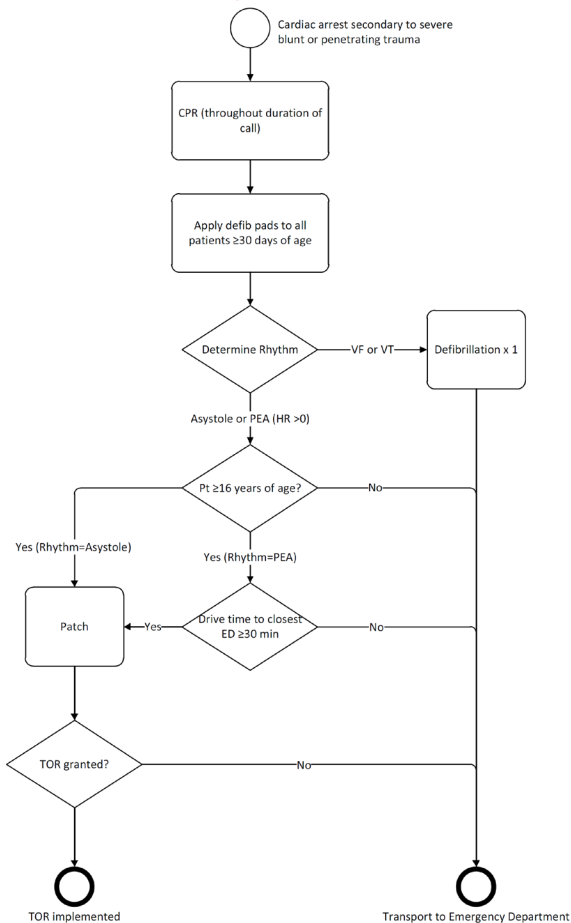 Cardiac arrest secondary to severe
blunt or penetrating trauma
CPR (throughout duration of
call)
Apply defib pads to all
patients ≥30 days of age
Determine Rhythm
VF or VT
Defibrillation x 1
Asystole or PEA (HR >0)
Pt ≥16 years of age?
No
Yes (Rhythm=Asystole)
Yes (Rhythm=PEA)
Patch
Yes
Drive time to closest
ED ≥30 min
No
TOR granted?
No
TOR implemented
Transport to Emergency Department